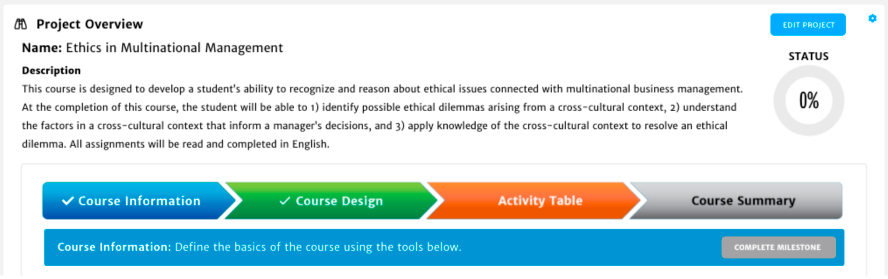 Project Overview
EDIT PROJECT
Name: Ethics in Multinational Management
STATUS
Description
This course is designed to develop a student's ability to recognize and reason about ethical issues connected with multinational business management.
At the completion of this course, the student will be able to 1) identify possible ethical dilemmas arising from a cross-cultural context, 2) understand
0%
the factors in a cross-cultural context that inform a manager's decisions, and 3) apply knowledge of the cross-cultural context to resolve an ethical
dilemma. All assignments will be read and completed in English.
Course Information
Course Design
Activity Table
Course Summary
Course Information: Define the basics of the course using the tools below.
COMPLETE MILESTONE